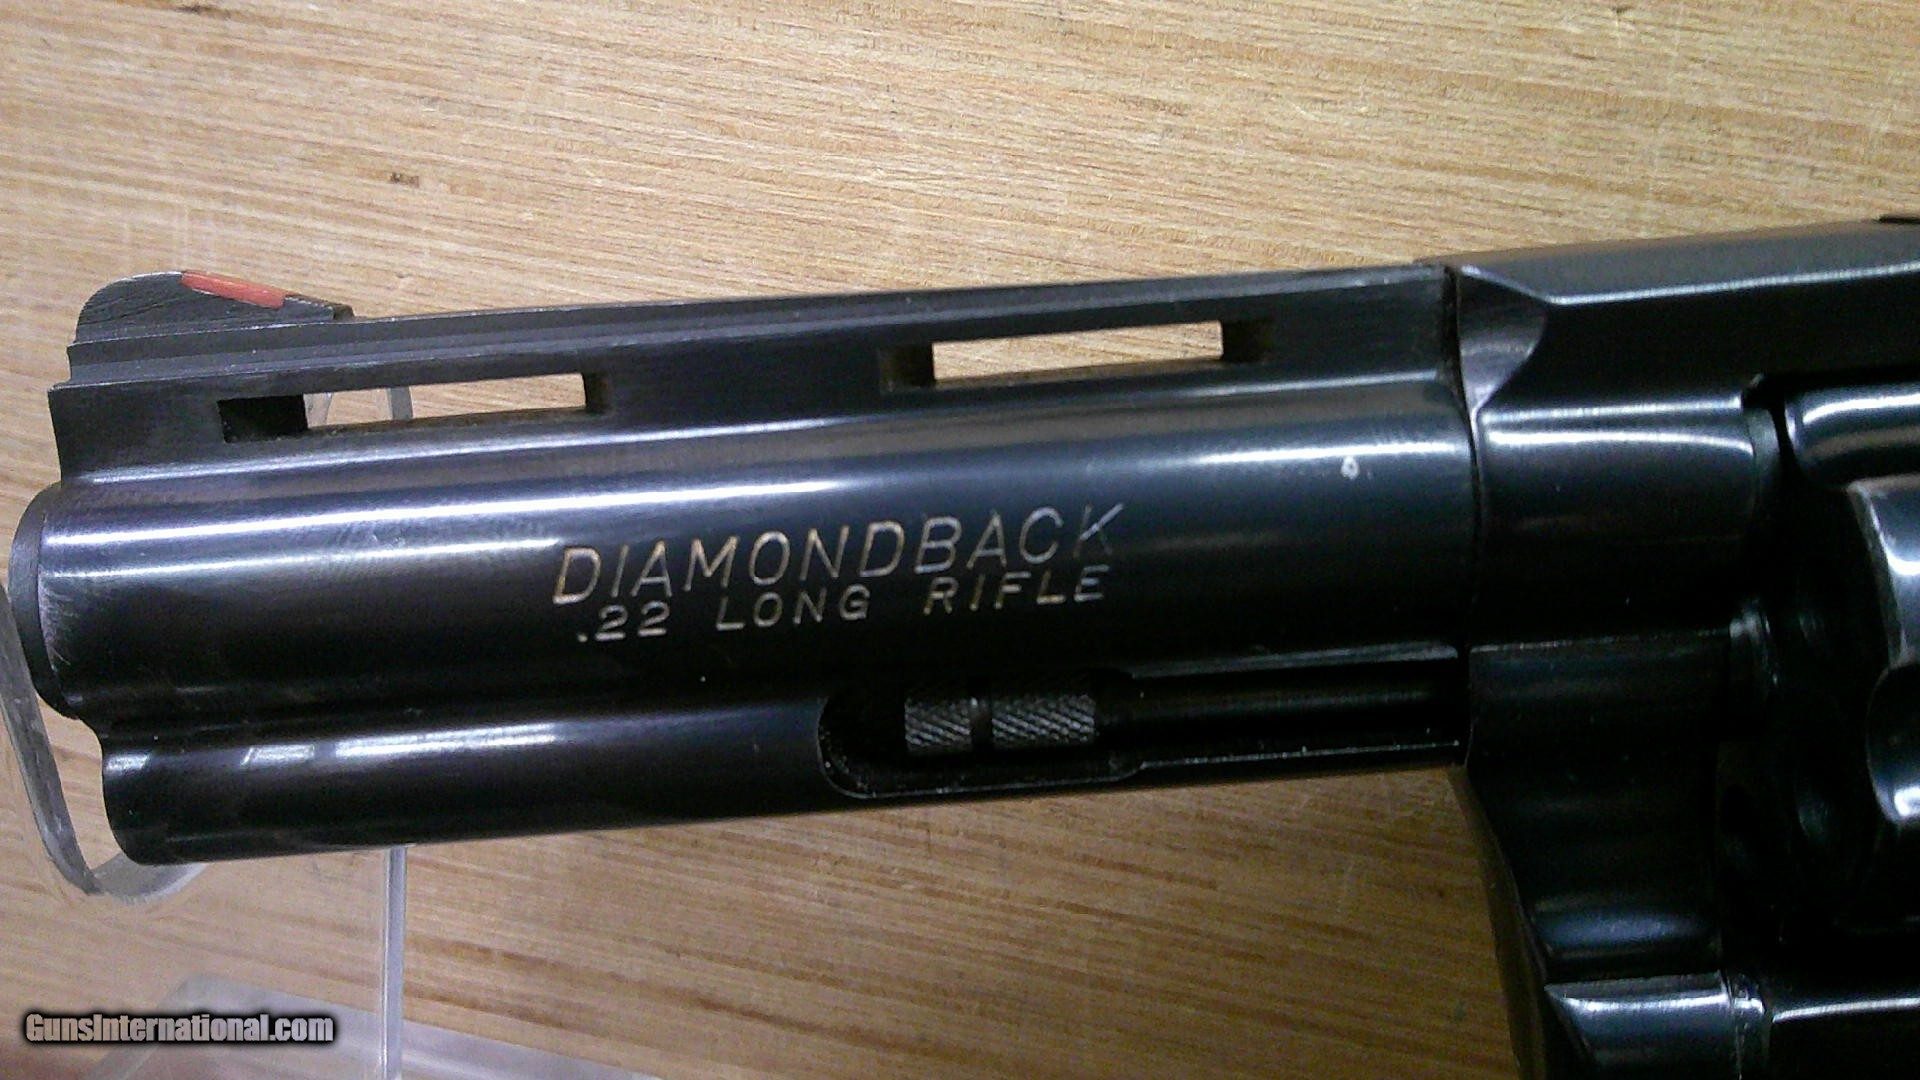 DIAMONDBACK
.22 LONG RIFLE
GunsInternational.com